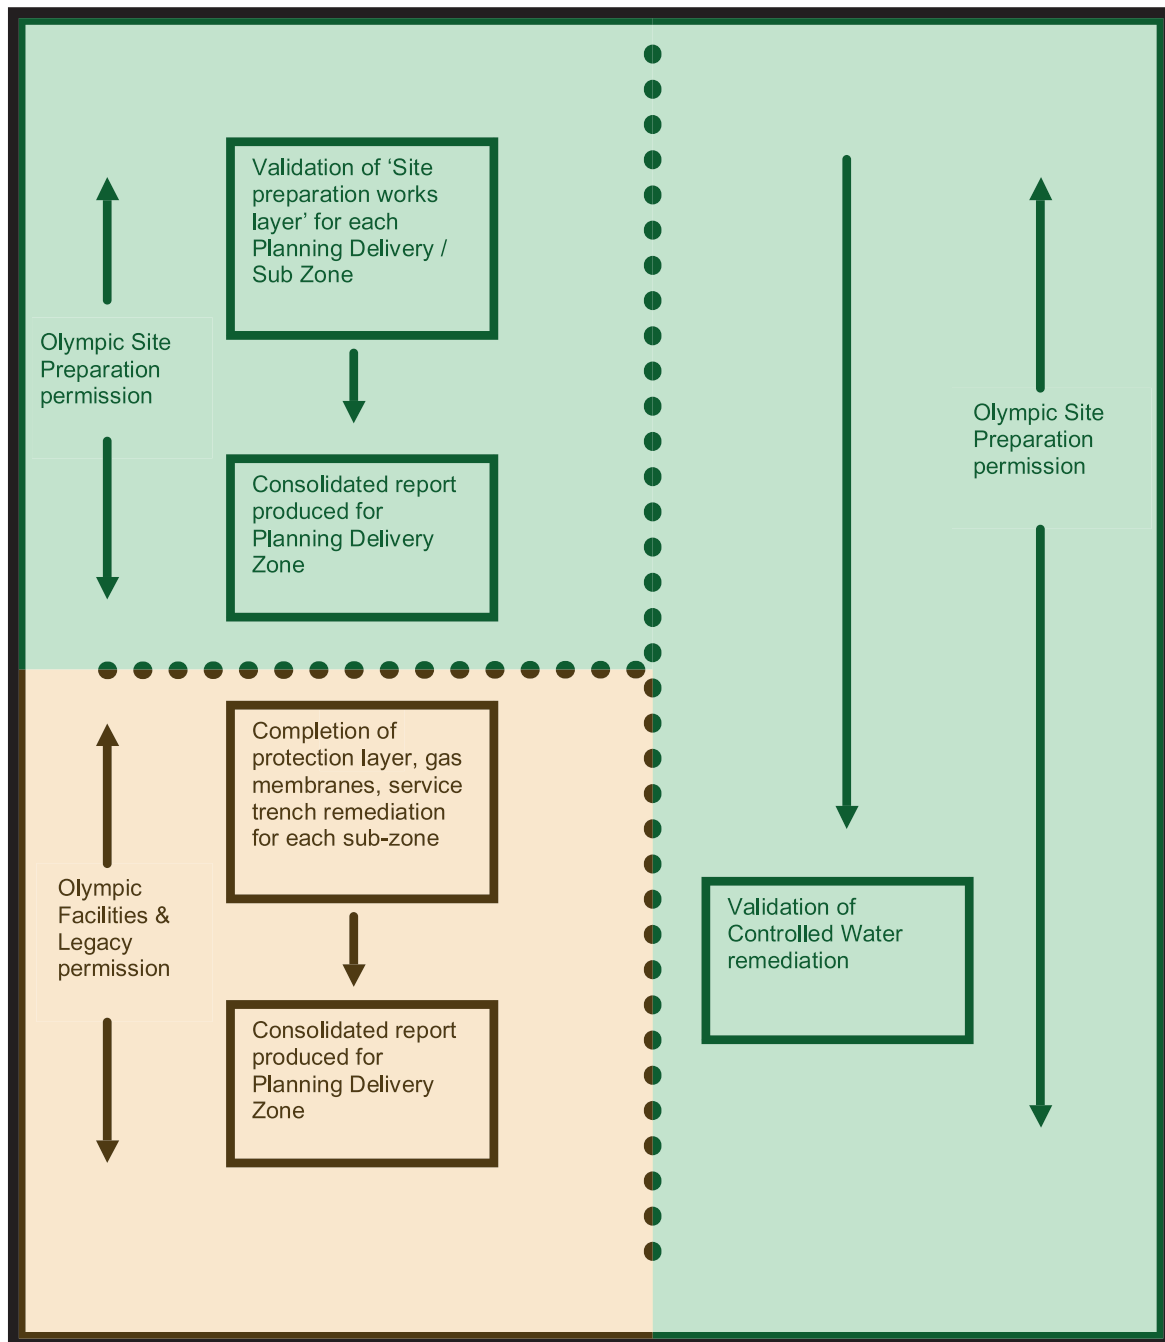 Validation of ‘Site
preparation works
layer’ for each
Planning Delivery /
Sub Zone
Olympic Site
Preparation
permission
Consolidated report
produced for
Planning Delivery
Zone
Completion of
protection layer, gas
membranes, service
trench remediation
for each sub-zone
Olympic
Facilities &
Legacy
permission
Consolidated report
produced for
Planning Delivery
Zone
Olympic Site
Preparation
permission
Validation of
Controlled Water
remediation